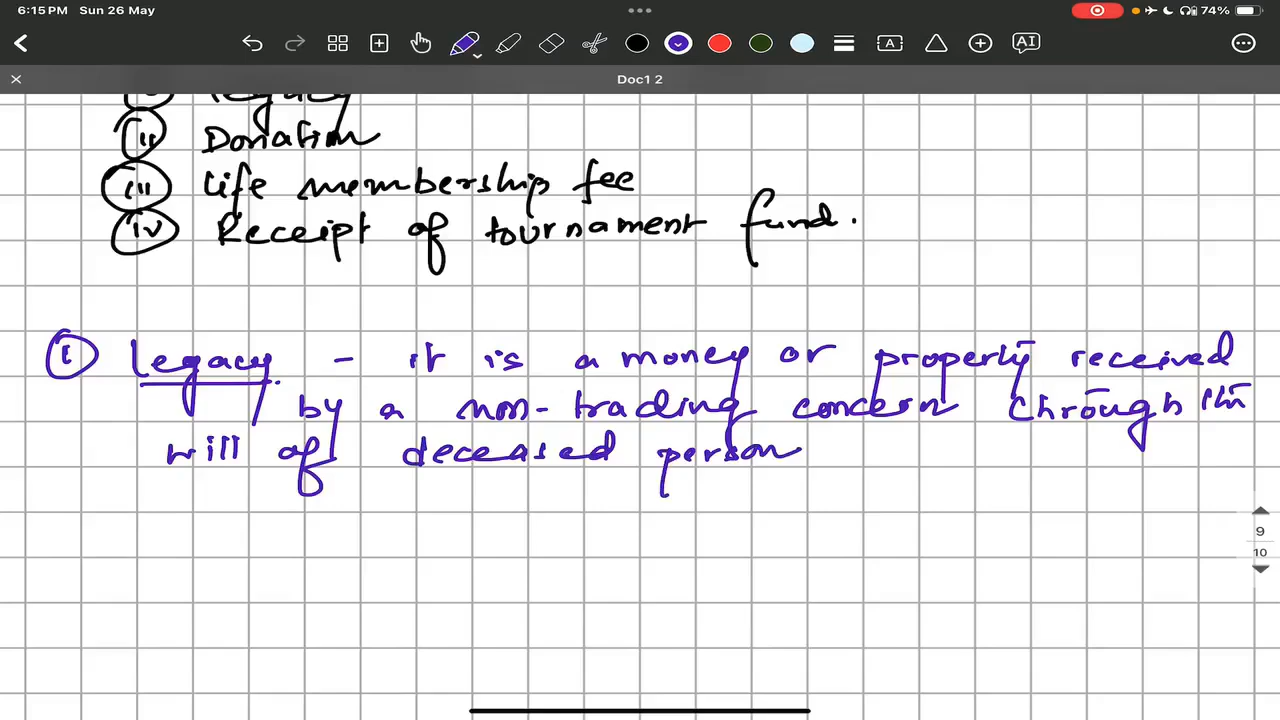 6:15 PM Sun 26 May
74%
A
AI
Doc1 2
(i) Legacy
(ii) Donation
(iii) Life membership fee
(iv) Receipt of tournament fund.
(i) Legacy - it is a money or property received
by a non-trading concern through the
will of deceased person
9
10